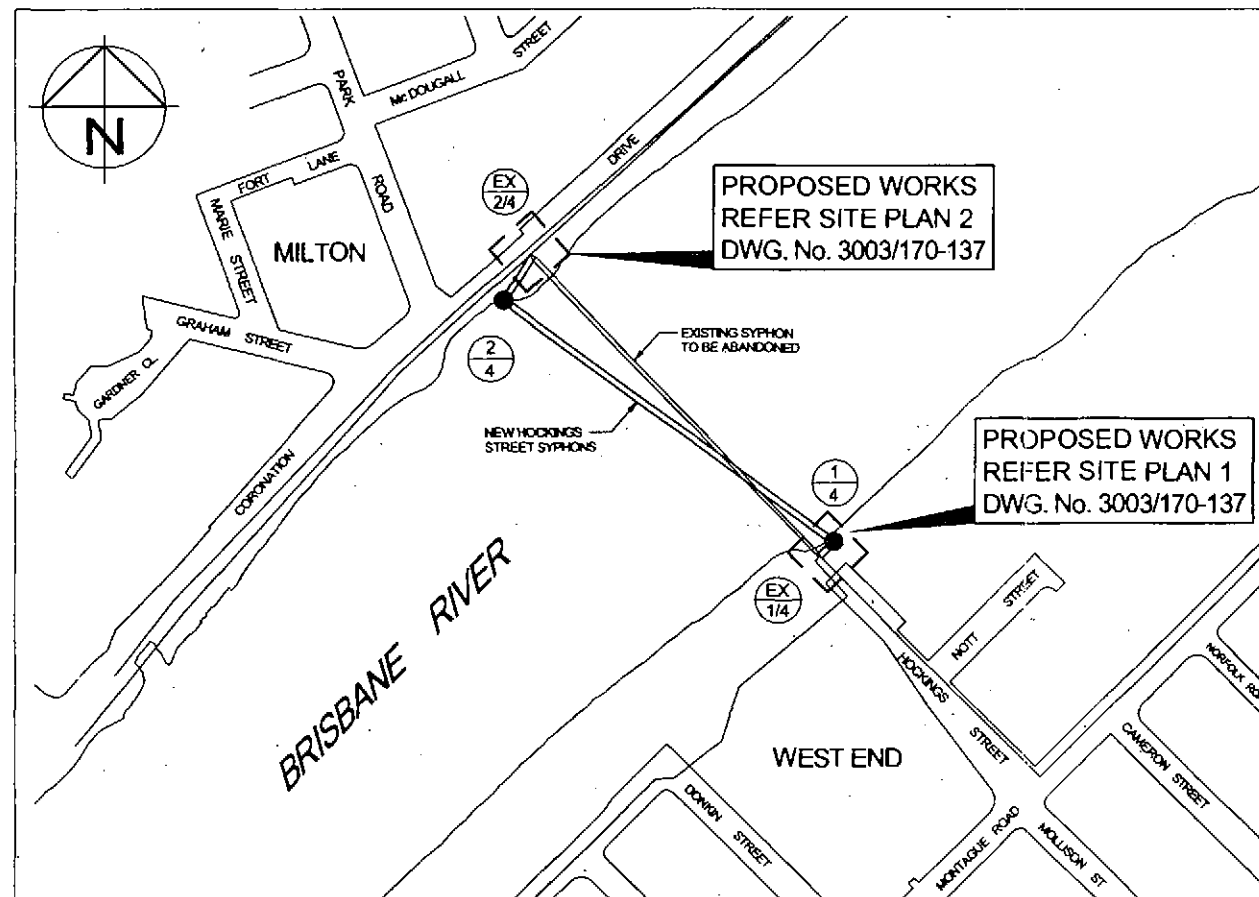 N
PARK
ROAD
Mc DOUGALL
STREET
FORT LANE
MARIE STREET
MILTON
GRAHAM STREET
GARDNER CL.
CORONATION
DRIVE
EX
2/4
2
4
PROPOSED WORKS
REFER SITE PLAN 2
DWG. No. 3003/170-137
EXISTING SYPHON
TO BE ABANDONED
NEW HOCKINGS
STREET SYPHONS
1
4
EX
1/4
PROPOSED WORKS
REFER SITE PLAN 1
DWG. No. 3003/170-137
BRISBANE RIVER
WEST END
NOTT STREET
HOCKINGS STREET
NORFOLK RO
CAMERON STREET
DONKIN STREET
MONTAGUE ROAD
MOLLISON ST